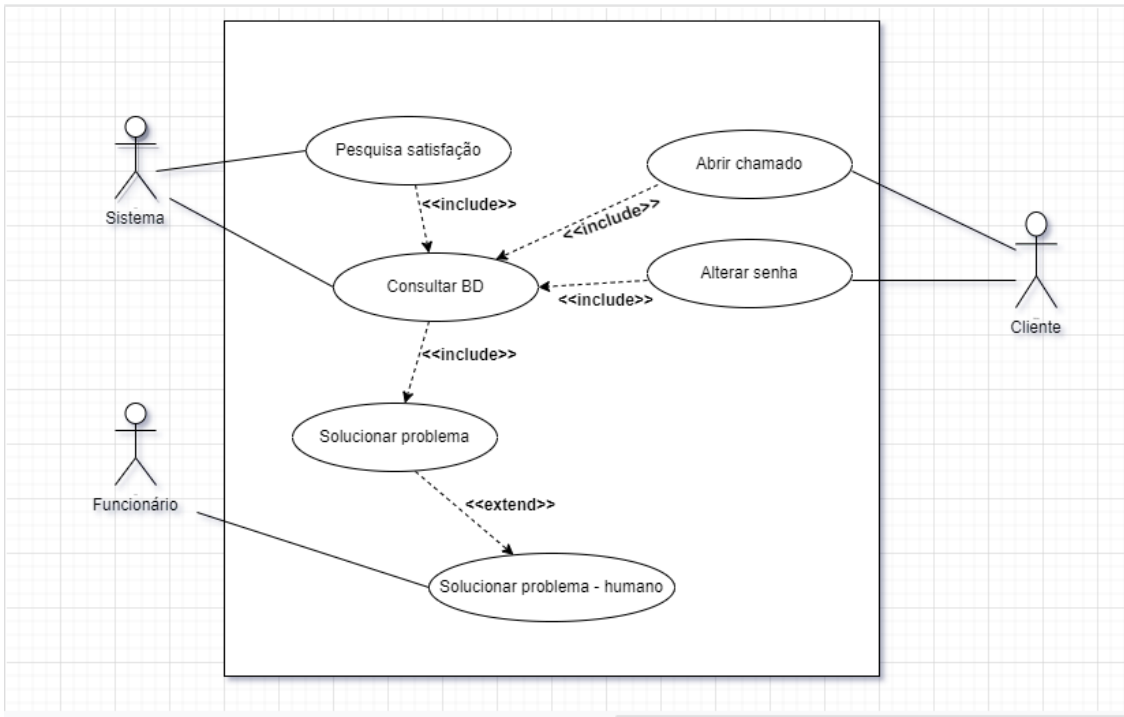 Pesquisa satisfação
Abrir chamado
<<include>>
<<include>>
Sistema
Consultar BD
Alterar senha
<<include>>
Cliente
<<include>>
Solucionar problema
Funcionário
<<extend>>
Solucionar problema - humano